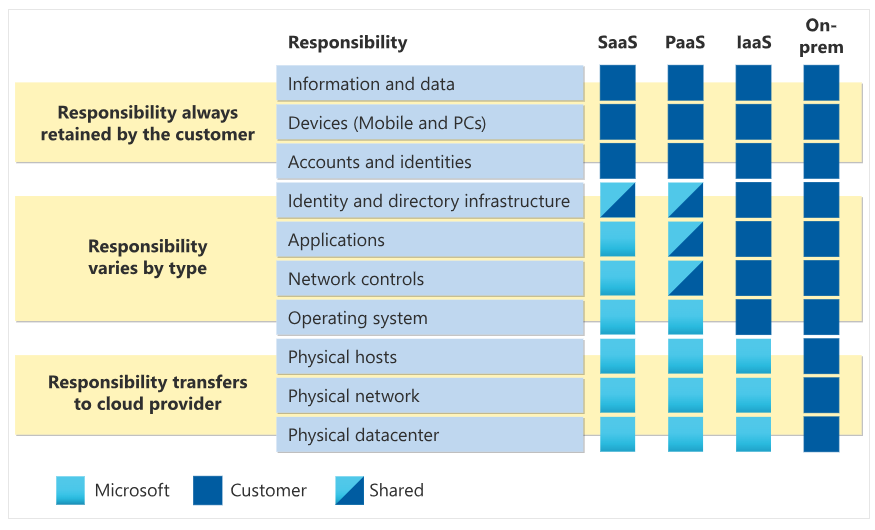 Responsibility SaaS PaaS IaaS On-
prem
Responsibility always
retained by the customer
Information and data
Devices (Mobile and PCs)
Accounts and identities
Responsibility
varies by type
Identity and directory infrastructure
Applications
Network controls
Operating system
Responsibility transfers
to cloud provider
Physical hosts
Physical network
Physical datacenter
Microsoft Customer Shared